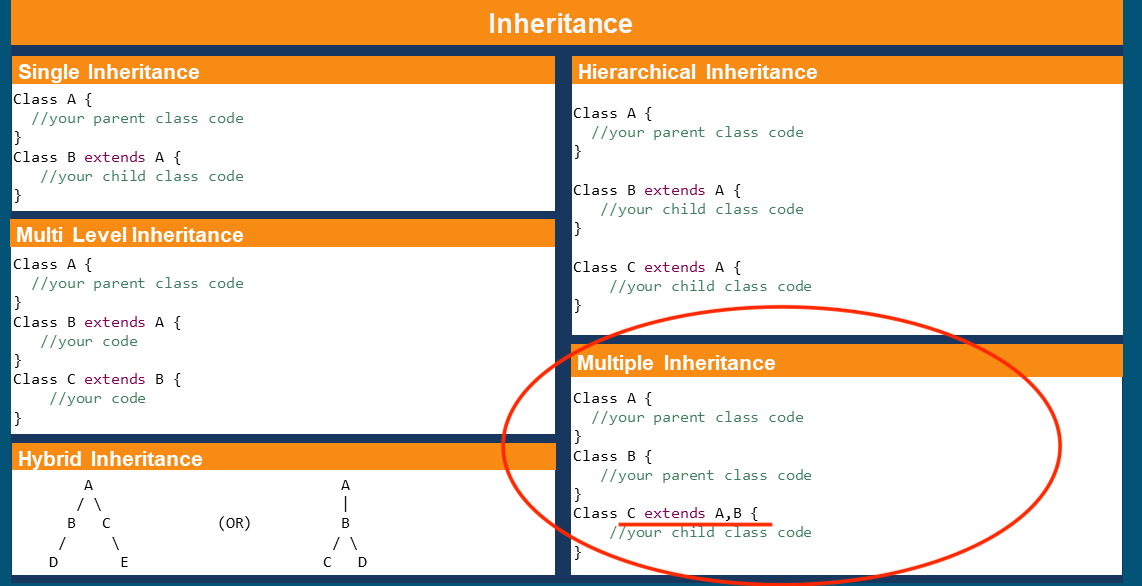 Inheritance
Single Inheritance
Class A {
//your parent class code
}
Class B extends A {
//your child class code
}
Multi Level Inheritance
Class A {
//your parent class code
}
Class B extends A {
//your code
}
Class C extends B {
//your code
}
Hybrid Inheritance
A A
/ \ |
B C (OR) B
/ \ / \
D E C D
Hierarchical Inheritance
Class A {
//your parent class code
}
Class B extends A {
//your child class code
}
Class C extends A {
//your child class code
}
Multiple Inheritance
Class A {
//your parent class code
}
Class B {
//your parent class code
}
Class C extends A,B {
//your child class code
}